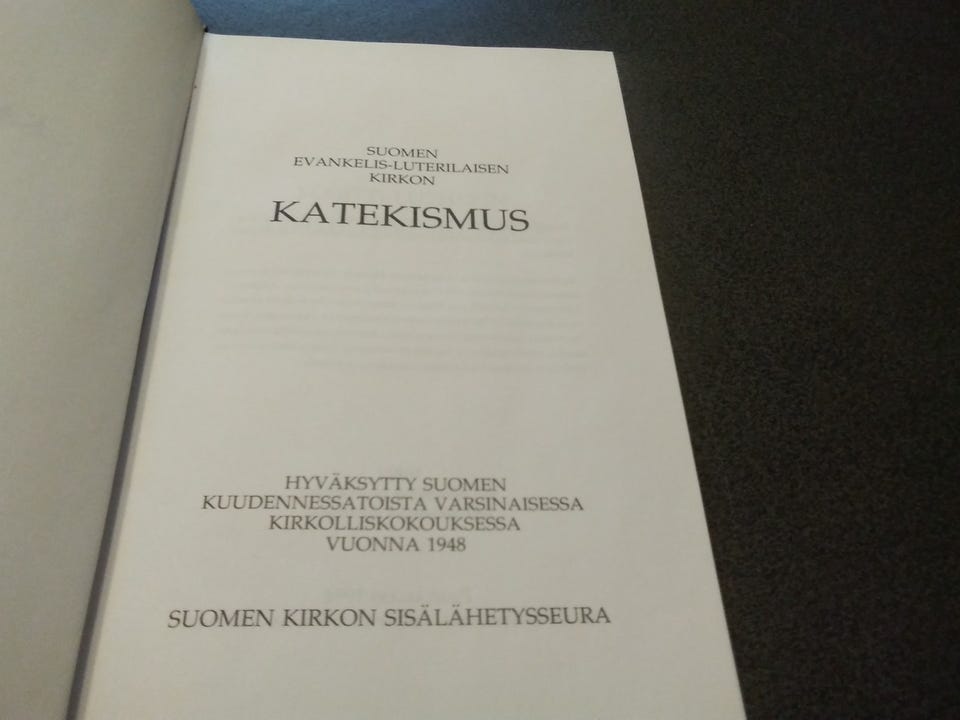 SUOMEN
EVANKELIS-LUTERILAISEN
KIRKON
KATEKISMUS
HYVÄKSYTTY SUOMEN
KUUDENNESSATOISTA VARSINAISESSA
KIRKOLLISKOKOUKSESSA
VUONNA 1948
SUOMEN KIRKON SISÄLÄHETYSSEURA